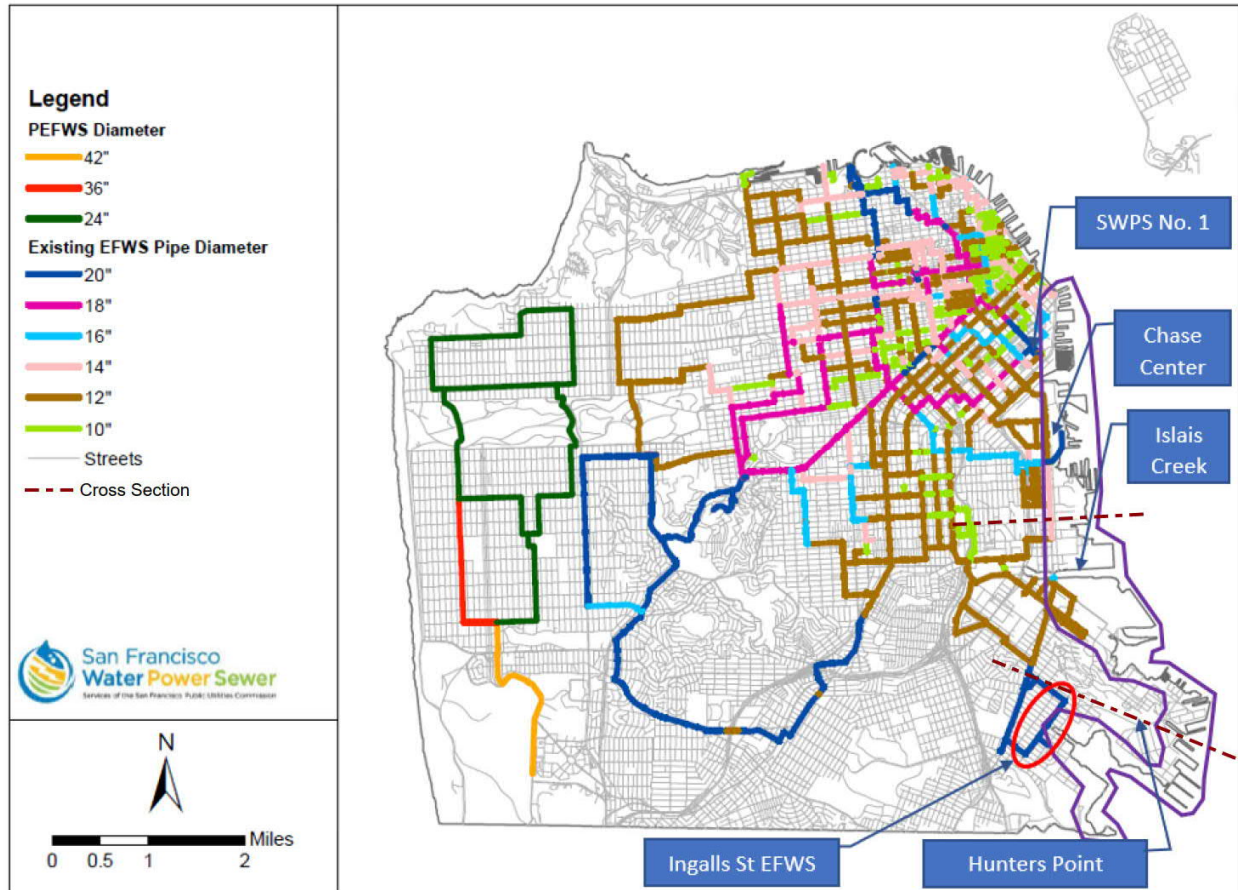 Legend
PEFWS Diameter
42"
36"
24"
Existing EFWS Pipe Diameter
20"
18"
16"
14"
12"
10"
Streets
Cross Section
San Francisco
Water Power Sewer
Services of the San Francisco Public Utilities Commission
N
Miles
0 0.5 1 2
SWPS No. 1
Chase
Center
Islais
Creek
Ingalls St EFWS
Hunters Point